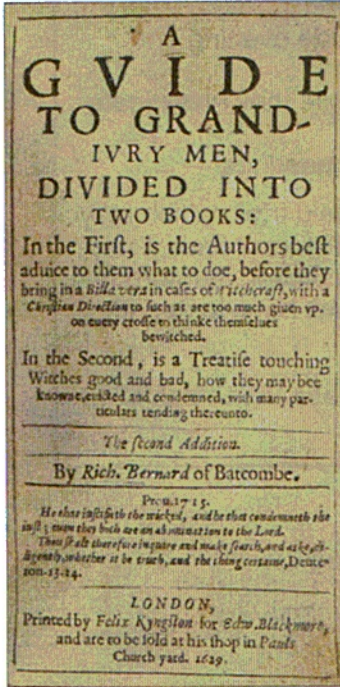 A
GVIDE
TO GRAND-
IVRY MEN,
DIVIDED INTO
TWO BOOKS:
In the Firſt, is the Authors beſt
aduice to them what to doe, before they
bring in a Billa vera in caſes of Witchcraft, with a
Chriſtian Direction to ſuch as are too much giuen vp-
on euery croſſe to thinke themſelues
bewitched.
In the Second, is a Treatiſe touching
Witches good and bad, how they may bee
knowne, euicted and condemned, with many par-
ticulars tending thereunto.
The ſecond Addition.
By Rich. Bernard of Batcombe.
Prou. 17 15.
He that iuſtifieth the wicked, and he that condemneth the
iuſt; euen they both are an abomination to the Lord.
Thou ſhalt therefore inquire and make ſearch, and aske, di-
ligently, whether it be truth, and the thing certaine, Deute-
ron. 13.14.
LONDON,
Printed by Felix Kyngſton for Edw. Blackmore,
and are to be ſold at his ſhop in Pauls
Church yard. 1629.